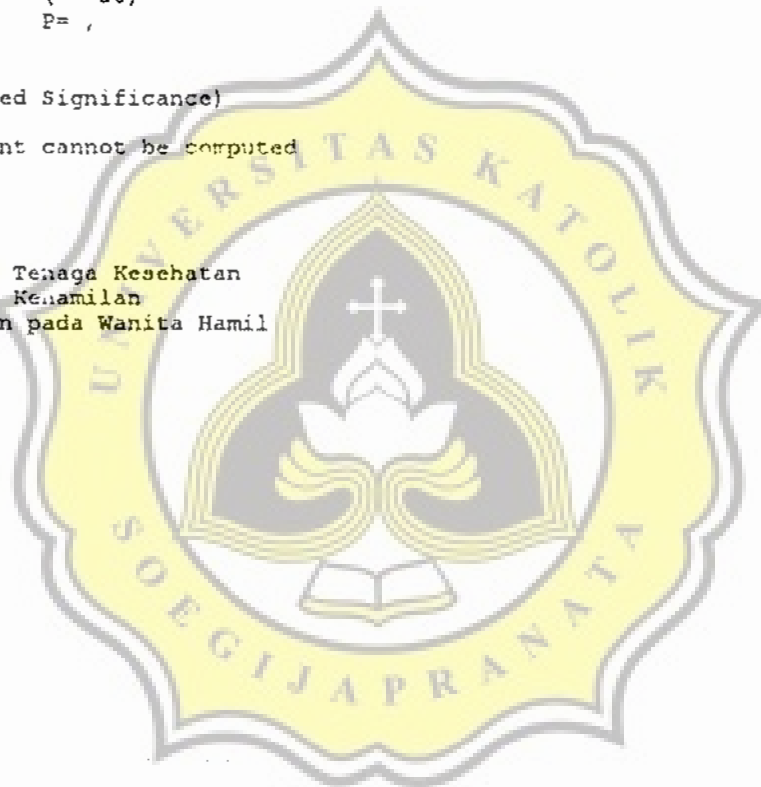 P= ,
ed Significance)
nt cannot be computed
Tenaga Kesehatan
Kehamilan
n pada Wanita Hamil
UNIVERSITAS KATOLIK
SOEGIJAPRANATA